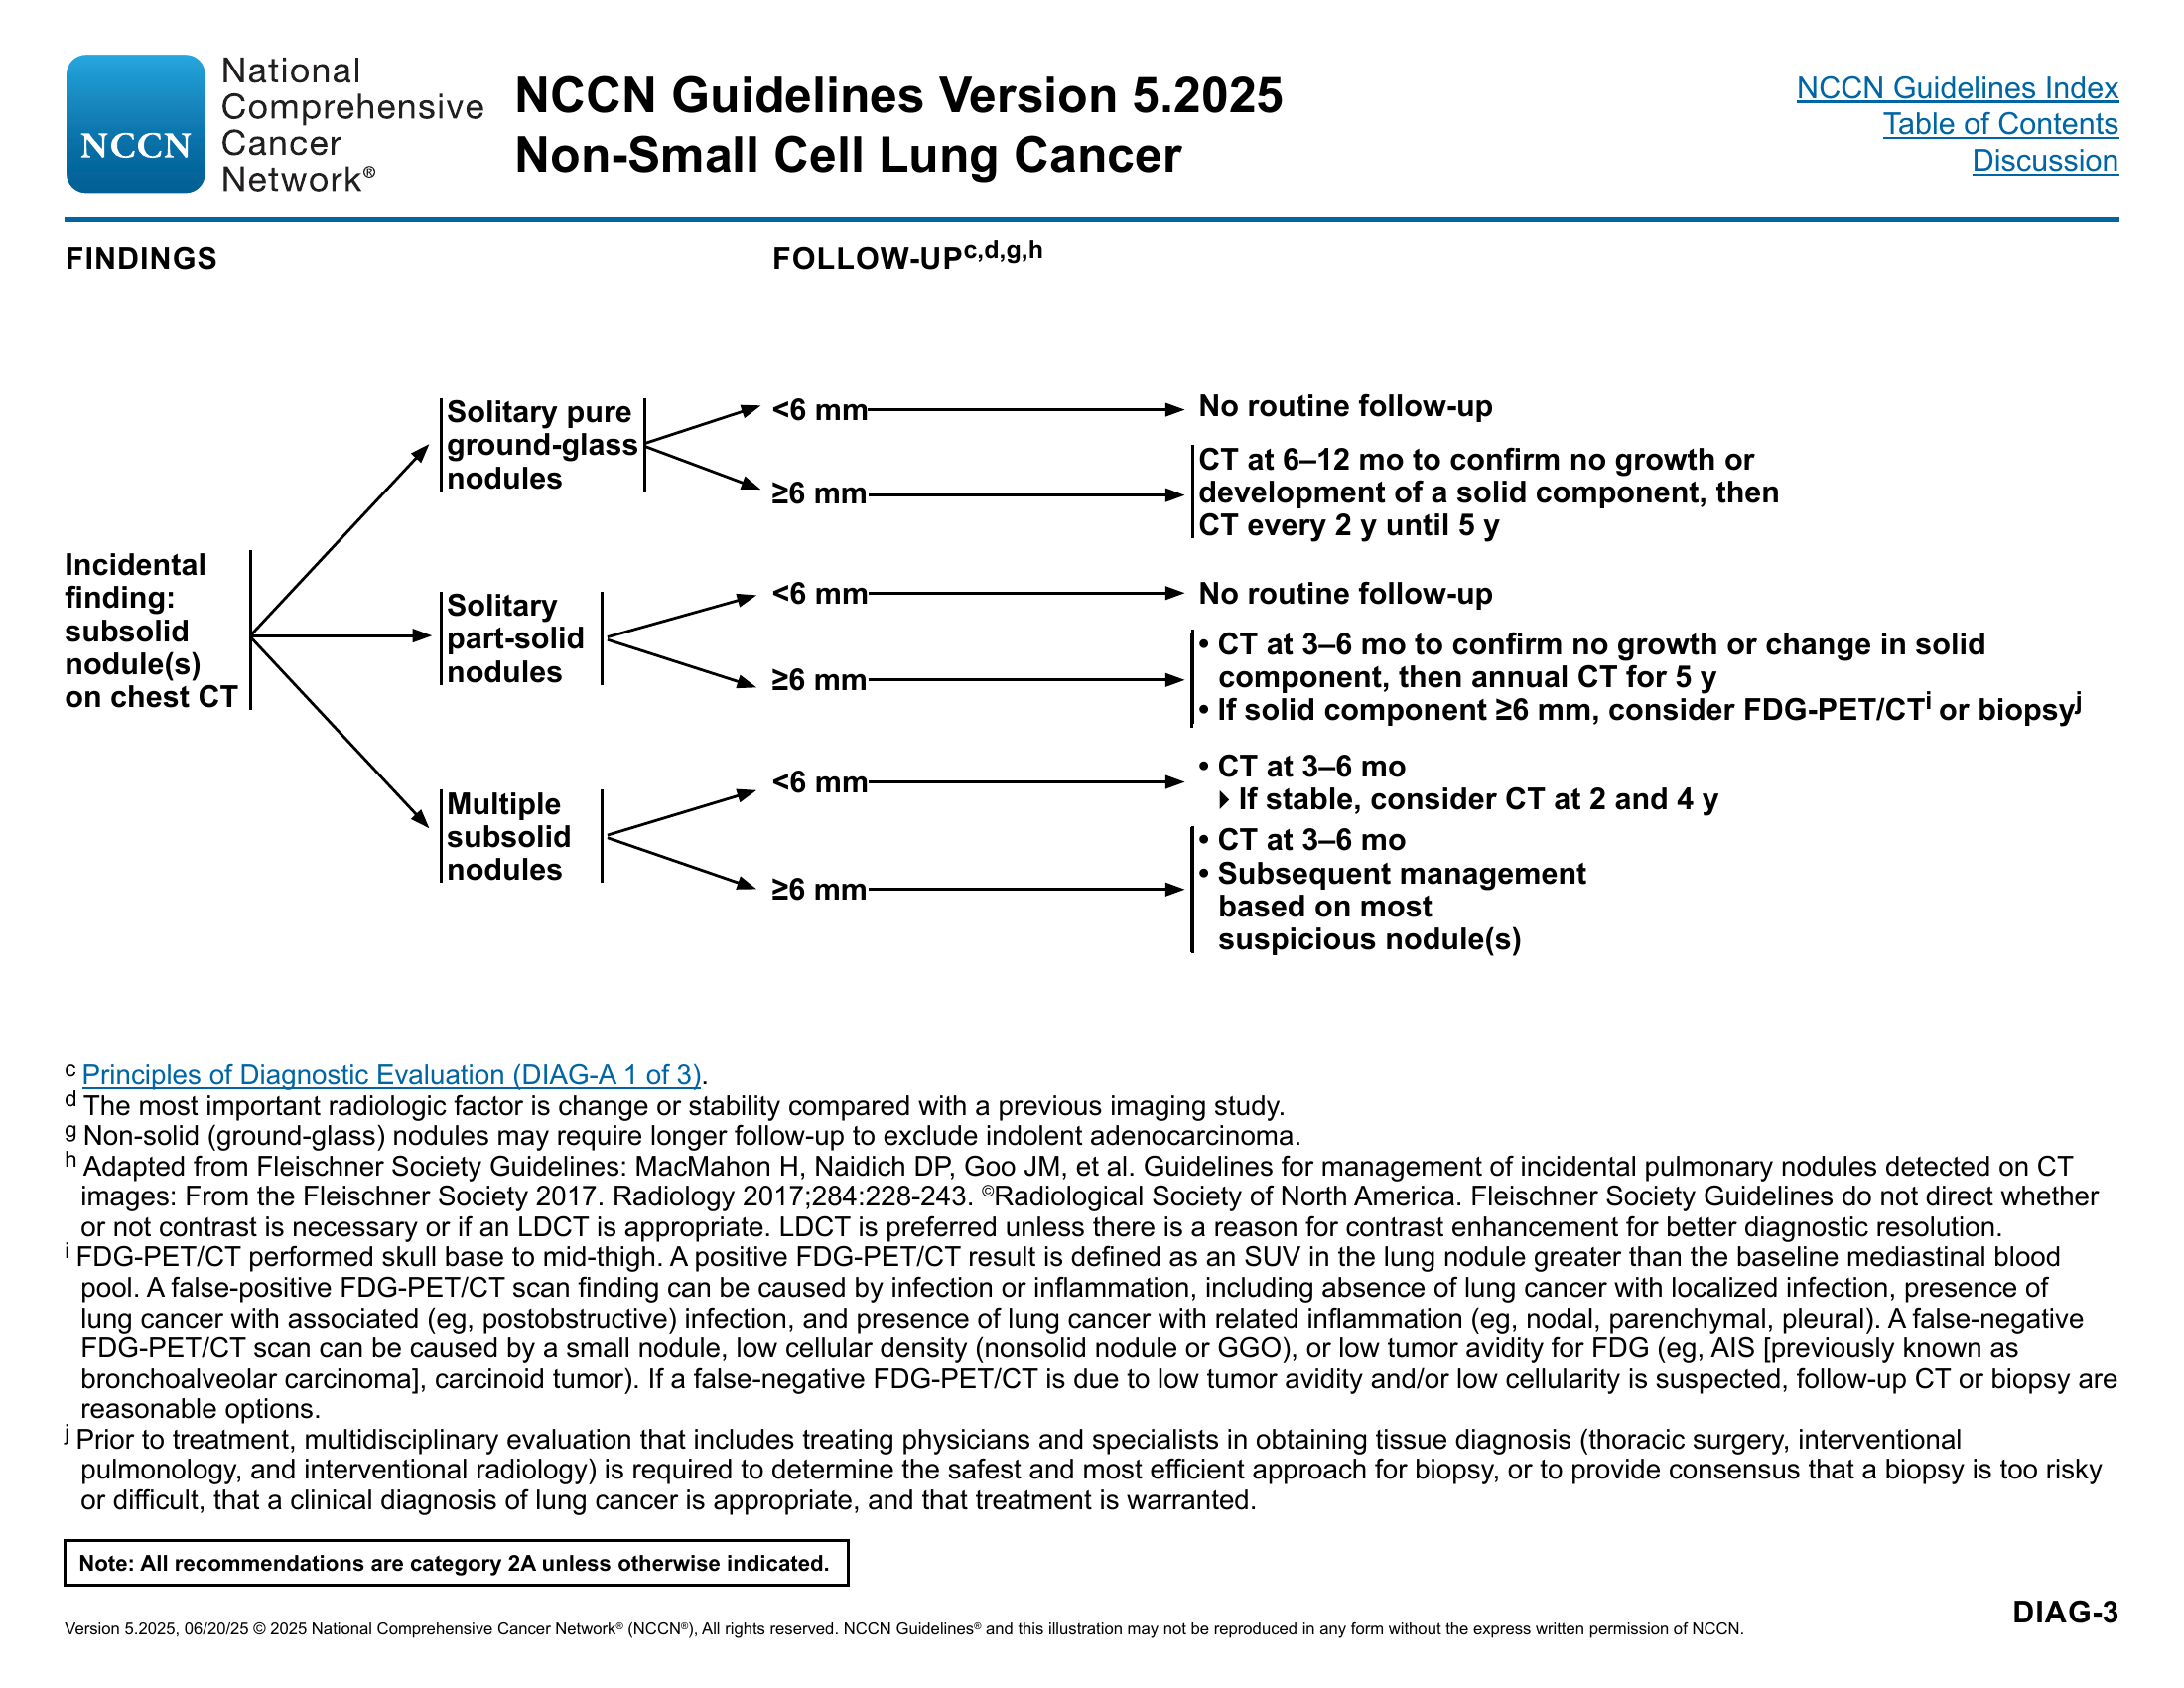 NCCN
National
Comprehensive
Cancer
Network®
NCCN Guidelines Version 5.2025
Non-Small Cell Lung Cancer
NCCN Guidelines Index
Table of Contents
Discussion
FINDINGS
FOLLOW-UPc,d,g,h
Incidental
finding:
subsolid
nodule(s)
on chest CT
Solitary pure
ground-glass
nodules
<6 mm
No routine follow-up
≥6 mm
CT at 6–12 mo to confirm no growth or
development of a solid component, then
CT every 2 y until 5 y
Solitary
part-solid
nodules
<6 mm
No routine follow-up
≥6 mm
• CT at 3–6 mo to confirm no growth or change in solid
component, then annual CT for 5 y
• If solid component ≥6 mm, consider FDG-PET/CTi or biopsyj
Multiple
subsolid
nodules
<6 mm
• CT at 3–6 mo
If stable, consider CT at 2 and 4 y
≥6 mm
• CT at 3–6 mo
• Subsequent management
based on most
suspicious nodule(s)
c Principles of Diagnostic Evaluation (DIAG-A 1 of 3).
d The most important radiologic factor is change or stability compared with a previous imaging study.
g Non-solid (ground-glass) nodules may require longer follow-up to exclude indolent adenocarcinoma.
h Adapted from Fleischner Society Guidelines: MacMahon H, Naidich DP, Goo JM, et al. Guidelines for management of incidental pulmonary nodules detected on CT
images: From the Fleischner Society 2017. Radiology 2017;284:228-243. ©Radiological Society of North America. Fleischner Society Guidelines do not direct whether
or not contrast is necessary or if an LDCT is appropriate. LDCT is preferred unless there is a reason for contrast enhancement for better diagnostic resolution.
i FDG-PET/CT performed skull base to mid-thigh. A positive FDG-PET/CT result is defined as an SUV in the lung nodule greater than the baseline mediastinal blood
pool. A false-positive FDG-PET/CT scan finding can be caused by infection or inflammation, including absence of lung cancer with localized infection, presence of
lung cancer with associated (eg, postobstructive) infection, and presence of lung cancer with related inflammation (eg, nodal, parenchymal, pleural). A false-negative
FDG-PET/CT scan can be caused by a small nodule, low cellular density (nonsolid nodule or GGO), or low tumor avidity for FDG (eg, AIS [previously known as
bronchoalveolar carcinoma], carcinoid tumor). If a false-negative FDG-PET/CT is due to low tumor avidity and/or low cellularity is suspected, follow-up CT or biopsy are
reasonable options.
j Prior to treatment, multidisciplinary evaluation that includes treating physicians and specialists in obtaining tissue diagnosis (thoracic surgery, interventional
pulmonology, and interventional radiology) is required to determine the safest and most efficient approach for biopsy, or to provide consensus that a biopsy is too risky
or difficult, that a clinical diagnosis of lung cancer is appropriate, and that treatment is warranted.
Note: All recommendations are category 2A unless otherwise indicated.
DIAG-3
Version 5.2025, 06/20/25 © 2025 National Comprehensive Cancer Network® (NCCN®), All rights reserved. NCCN Guidelines® and this illustration may not be reproduced in any form without the express written permission of NCCN.